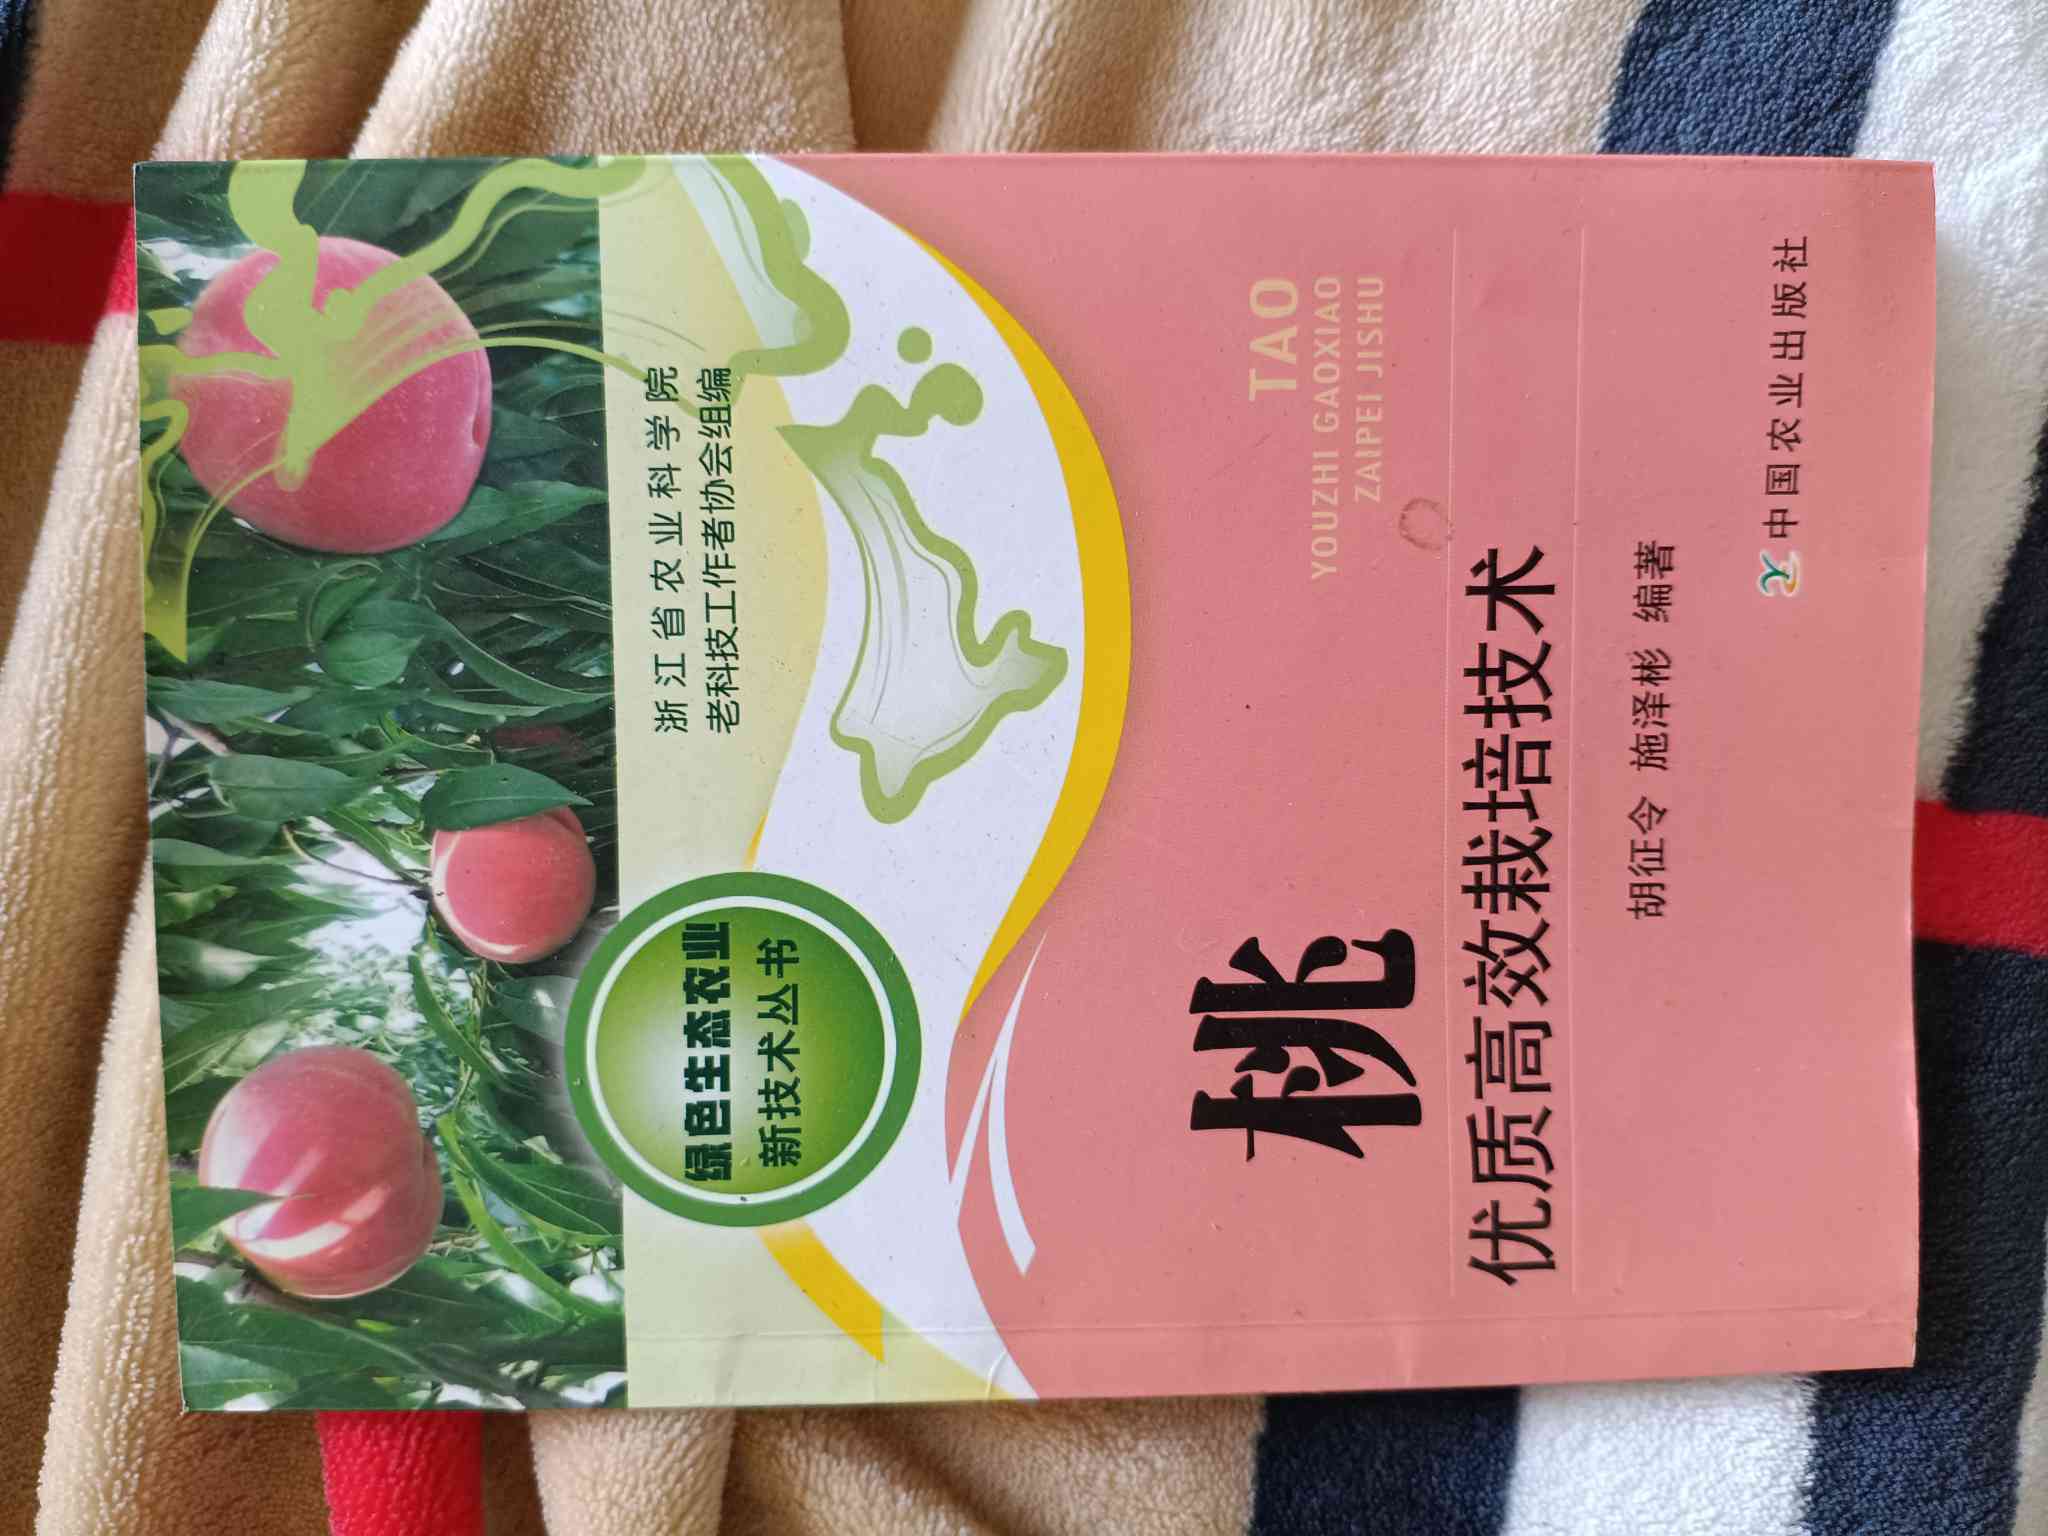 浙江省农业科学院
老科技工作者协会组编
绿色生态农业
新技术丛书
TAO
YOUZHI GAOXIAO
ZAIPEI JISHU
桃
优质高效栽培技术
胡征令 施泽彬 编著
中国农业出版社